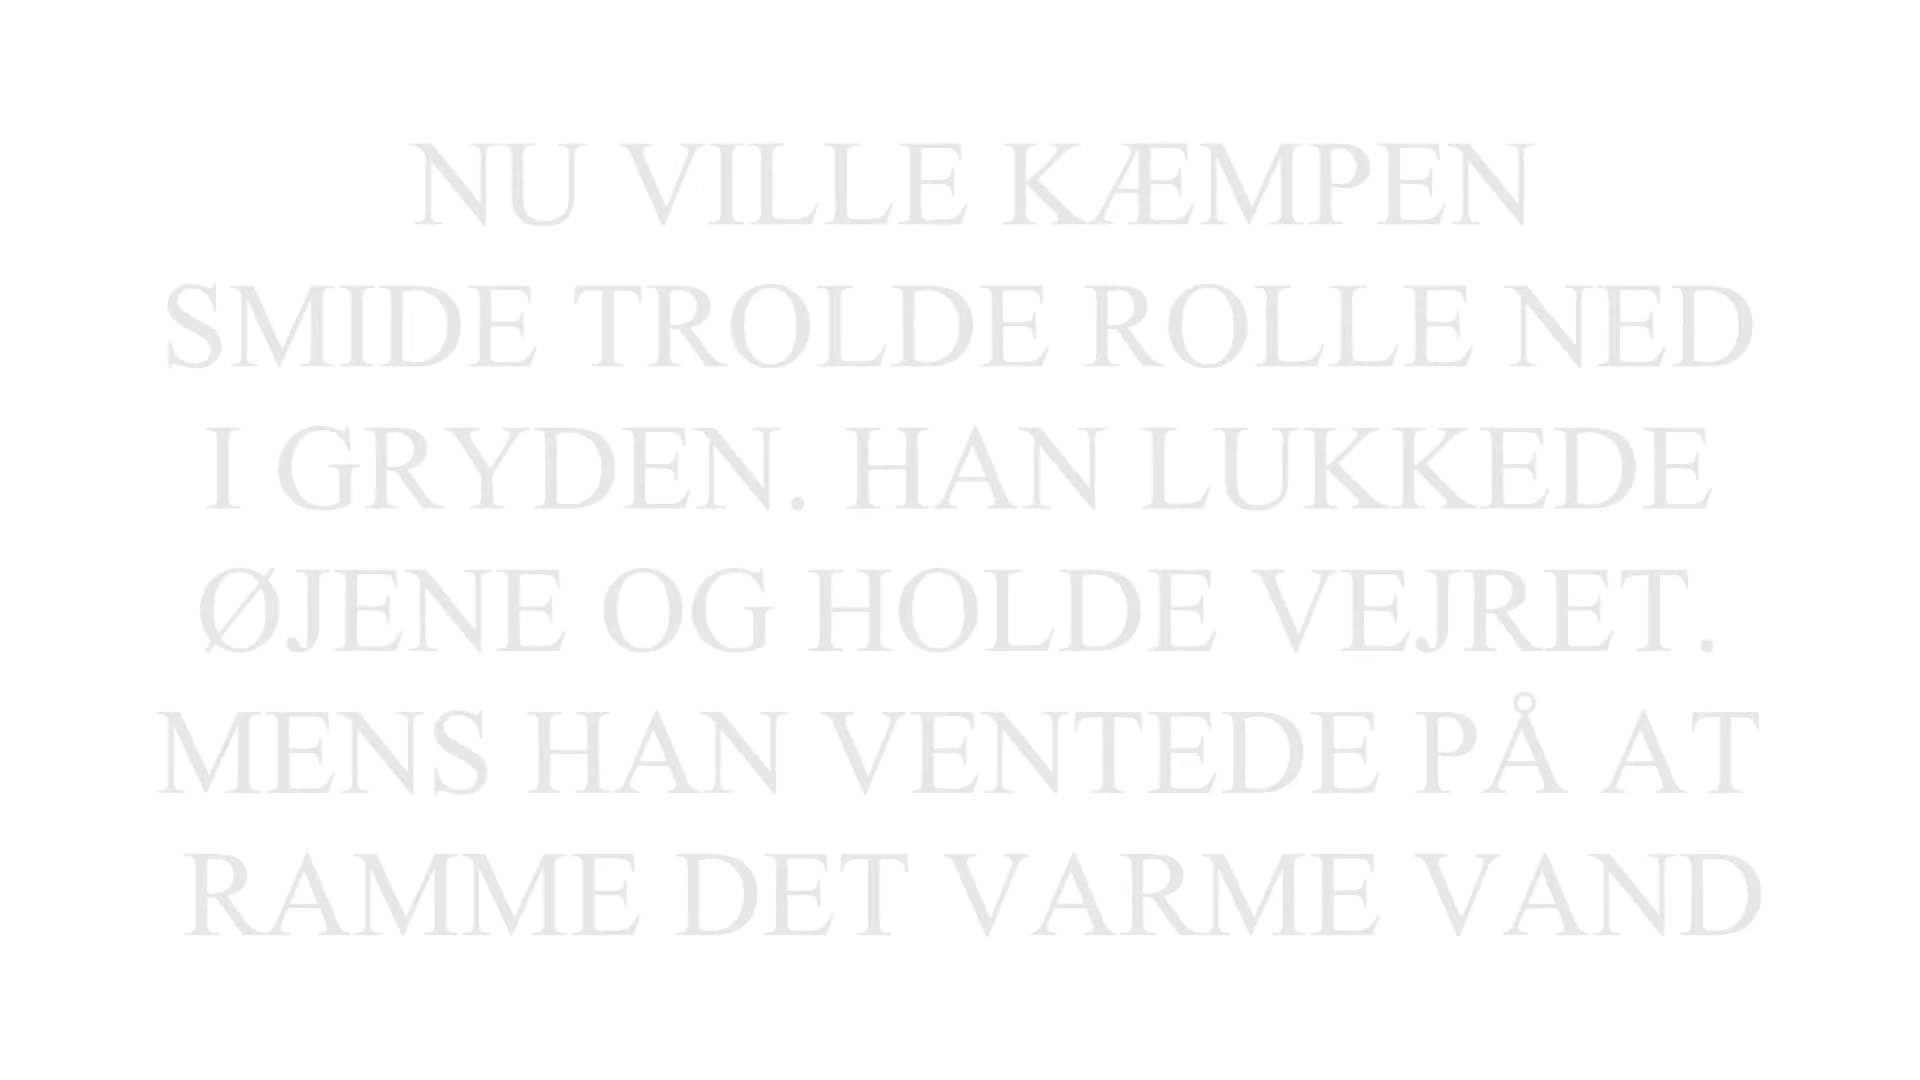 NU VILLE KÆMPEN
SMIDE TROLDE ROLLE NED
I GRYDEN. HAN LUKKEDE
ØJENE OG HOLDE VEJRET.
MENS HAN VENTEDE PÅ AT
RAMME DET VARME VAND